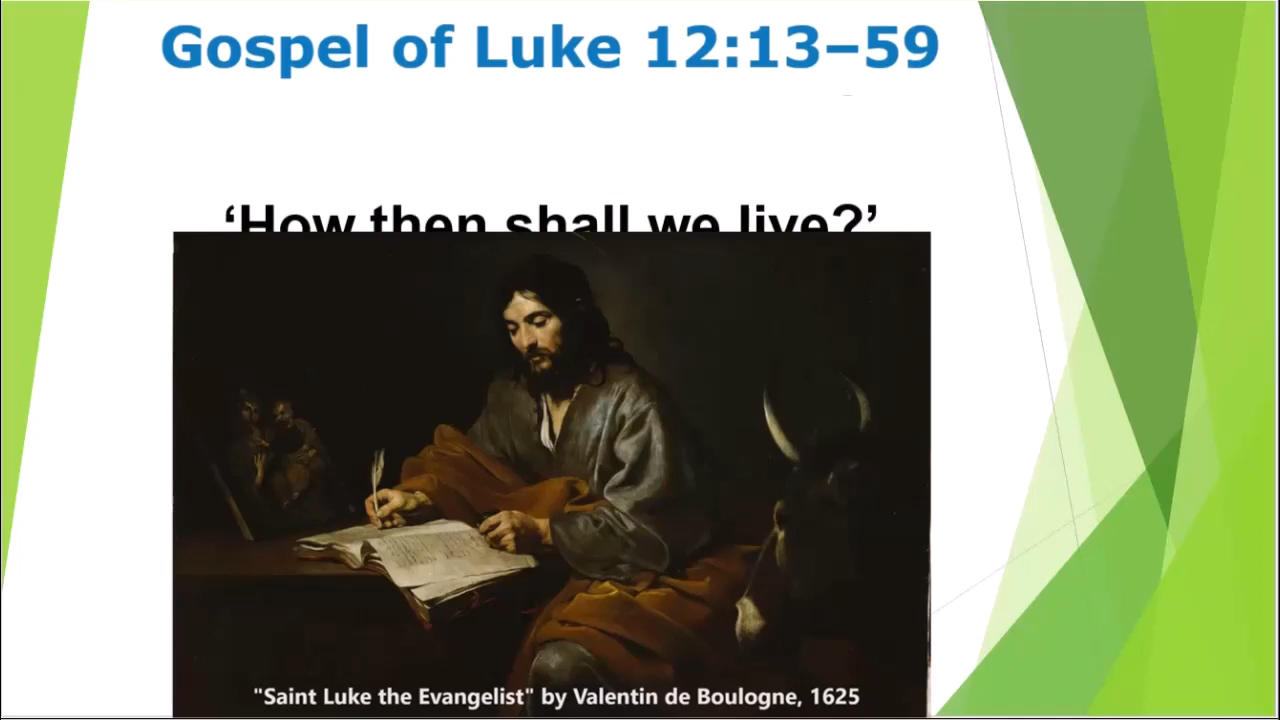 Gospel of Luke 12:13–59
‘How then shall we live?’
"Saint Luke the Evangelist" by Valentin de Boulogne, 1625